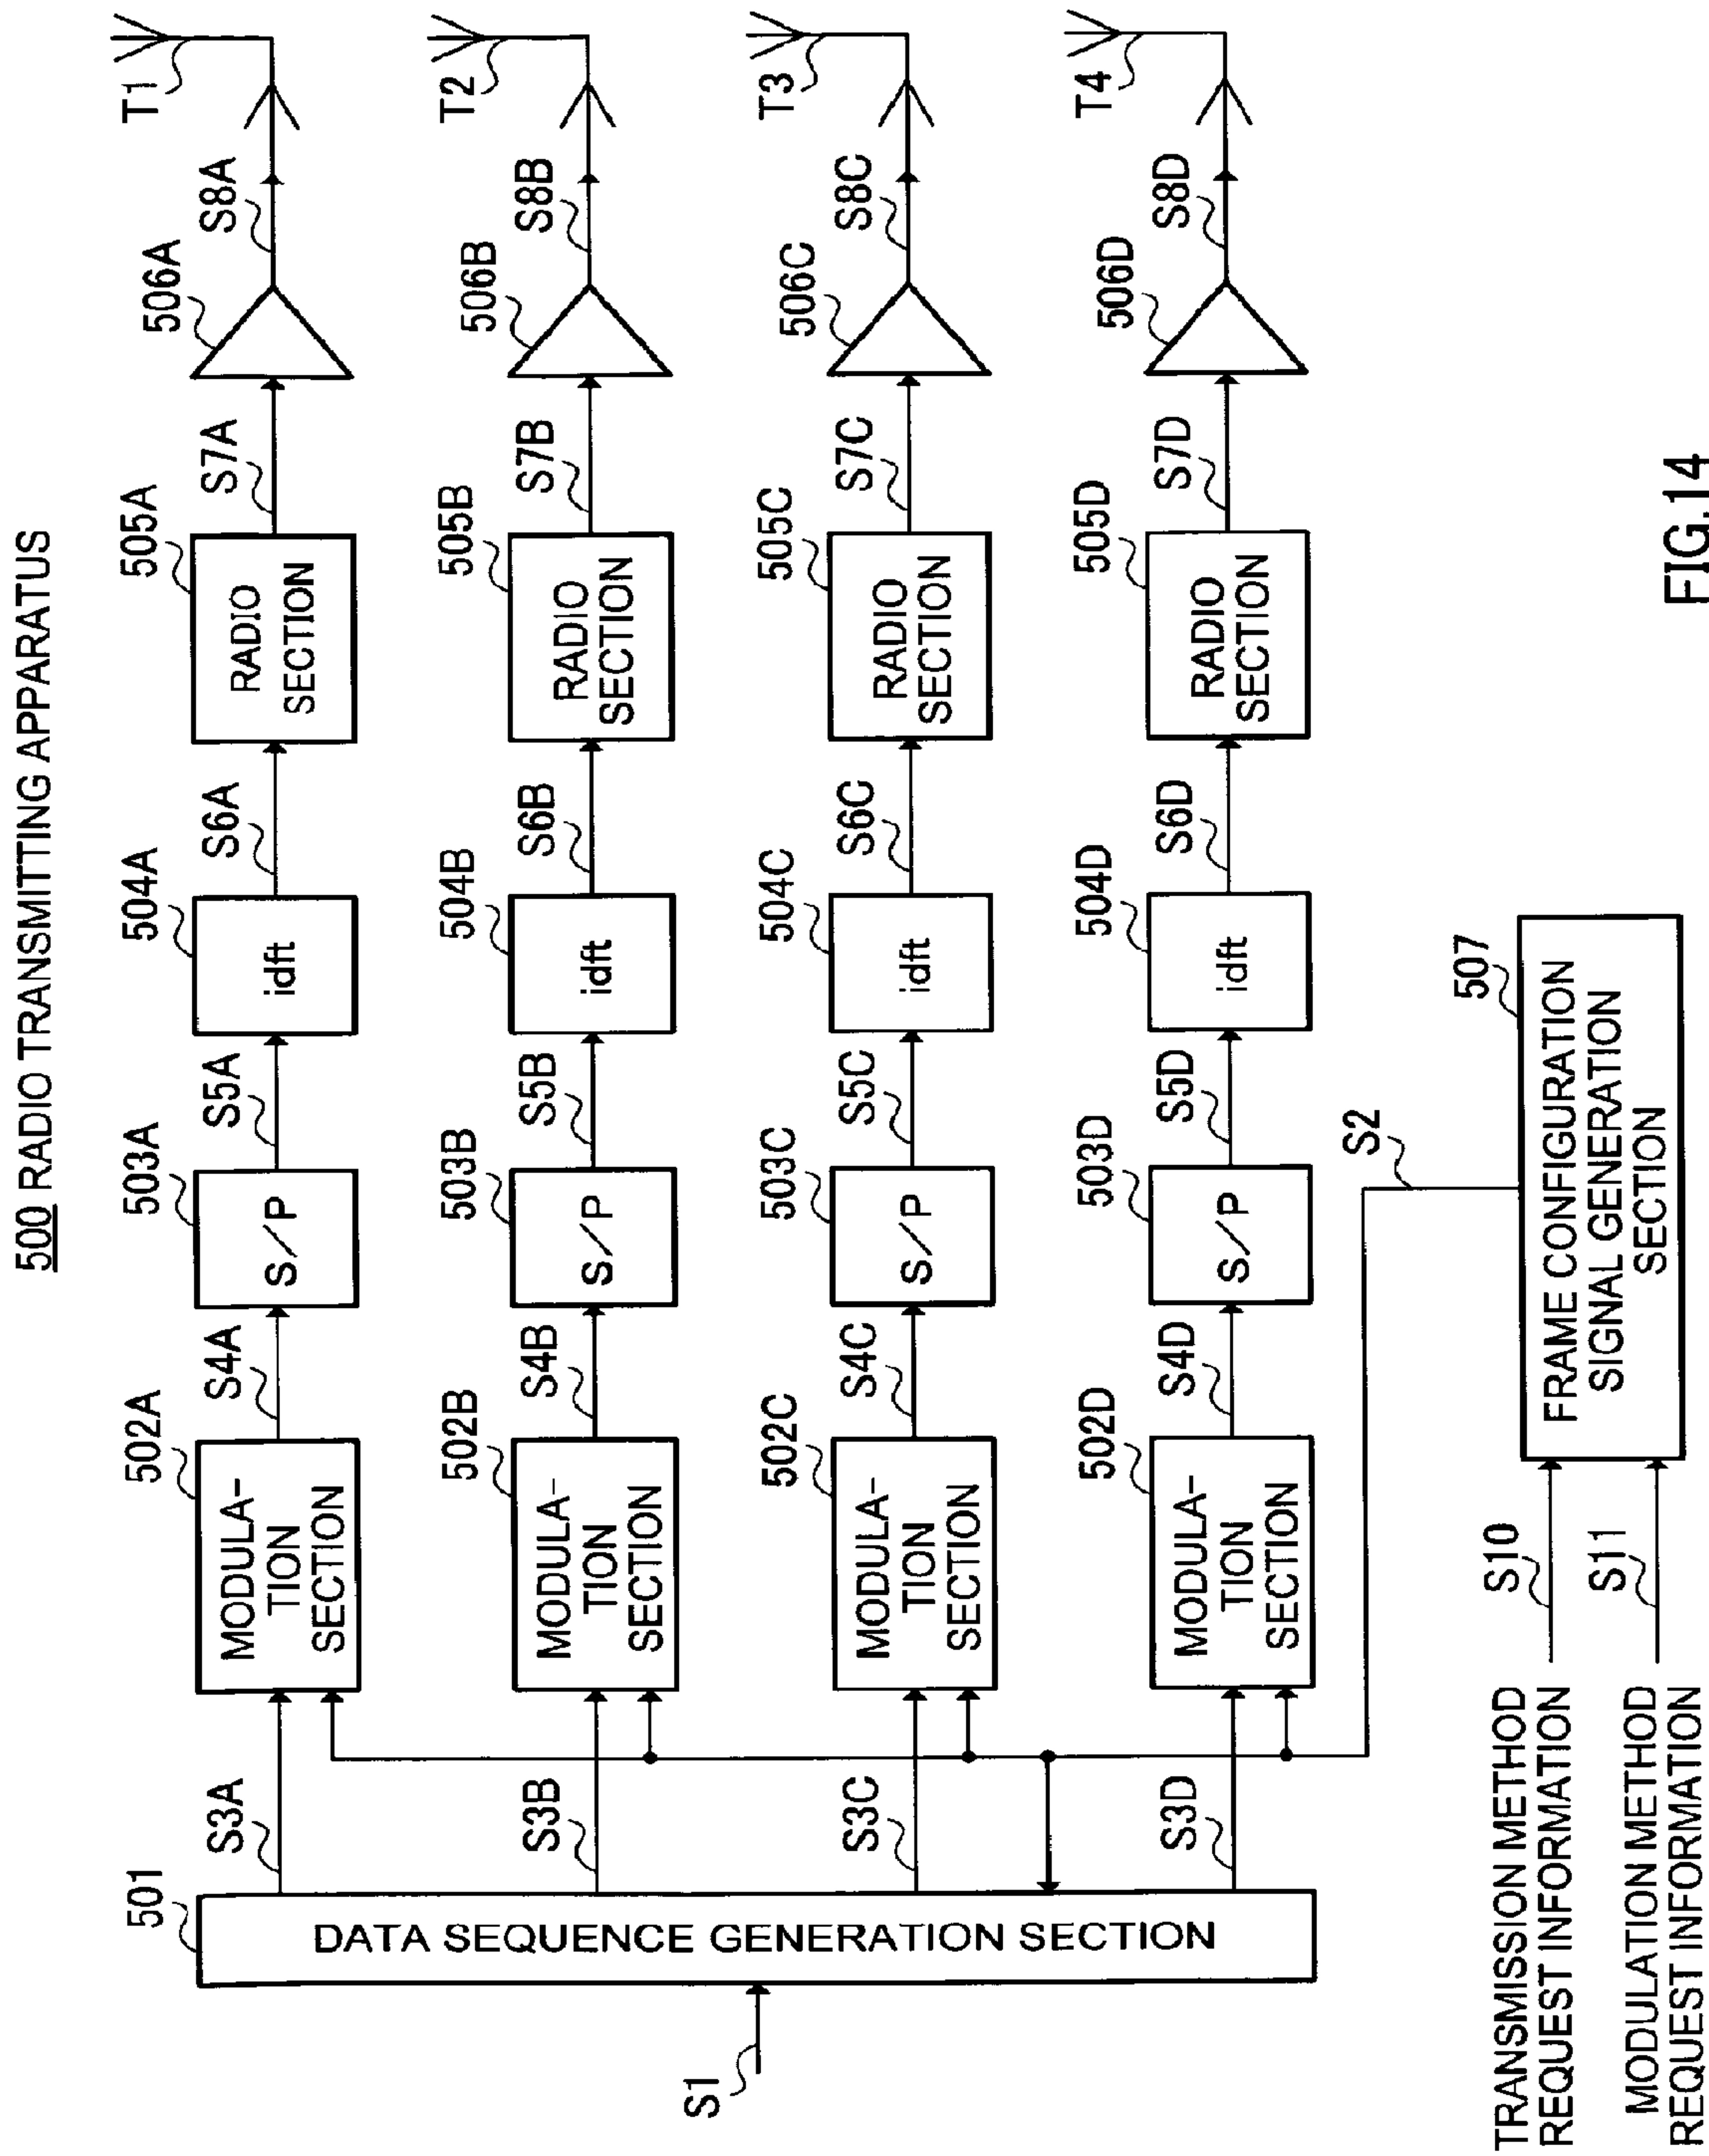 500 RADIO TRANSMITTING APPARATUS
501
S1
DATA SEQUENCE GENERATION SECTION
S3A
502A
MODULA-
TION
SECTION
S4A
503A
S/P
S5A
504A
idft
S6A
505A
RADIO
SECTION
S7A
506A
S8A
T1
S3B
502B
MODULA-
TION
SECTION
S4B
503B
S/P
S5B
504B
idft
S6B
505B
RADIO
SECTION
S7B
506B
S8B
T2
S3C
502C
MODULA-
TION
SECTION
S4C
503C
S/P
S5C
504C
idft
S6C
505C
RADIO
SECTION
S7C
506C
S8C
T3
S3D
502D
MODULA-
TION
SECTION
S4D
503D
S/P
S5D
504D
idft
S6D
505D
RADIO
SECTION
S7D
506D
S8D
T4
S2
507
FRAME CONFIGURATION
SIGNAL GENERATION
SECTION
TRANSMISSION METHOD
REQUEST INFORMATION
S10
MODULATION METHOD
REQUEST INFORMATION
S11
FIG.14